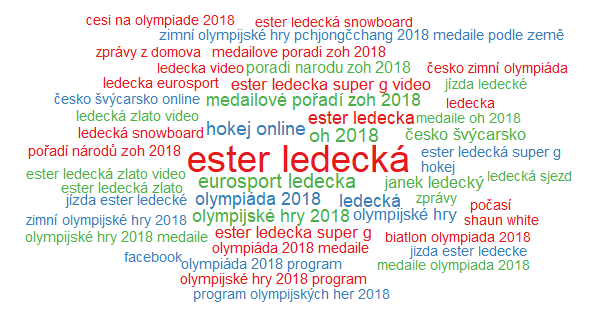 cesi na olympiade 2018
ester ledecká snowboard
zimní olympijské hry pchjongčchang 2018 medaile podle země
zprávy z domova
medailove poradi zoh 2018
ledecka video
poradi narodu zoh 2018
česko zimní olympiáda
ledecka eurosport
ester ledecka super g video
jízda ledecké
česko švýcarsko online
medailové pořadí zoh 2018
ledecka
ledecká zlato video
ester ledecka
medaile oh 2018
ledecká snowboard
hokej online
oh 2018
česko švýcarsko
pořadí národů zoh 2018
ester ledecká
ester ledecká super g
hokej
ester ledecká zlato video
eurosport ledecka
janek ledecký
ledecká sjezd
ester ledecká zlato
jízda ester ledecké
olympiáda 2018
ledecká
zprávy
počasí
zimní olympijské hry 2018
olympijské hry 2018
olympijské hry
shaun white
olympijské hry 2018 medaile
ester ledecka super g
biatlon olympiada 2018
olympiáda 2018 medaile
jizda ester ledecke
facebook
olympiáda 2018 program
medaile olympiada 2018
olympijské hry 2018 program
program olympijských her 2018